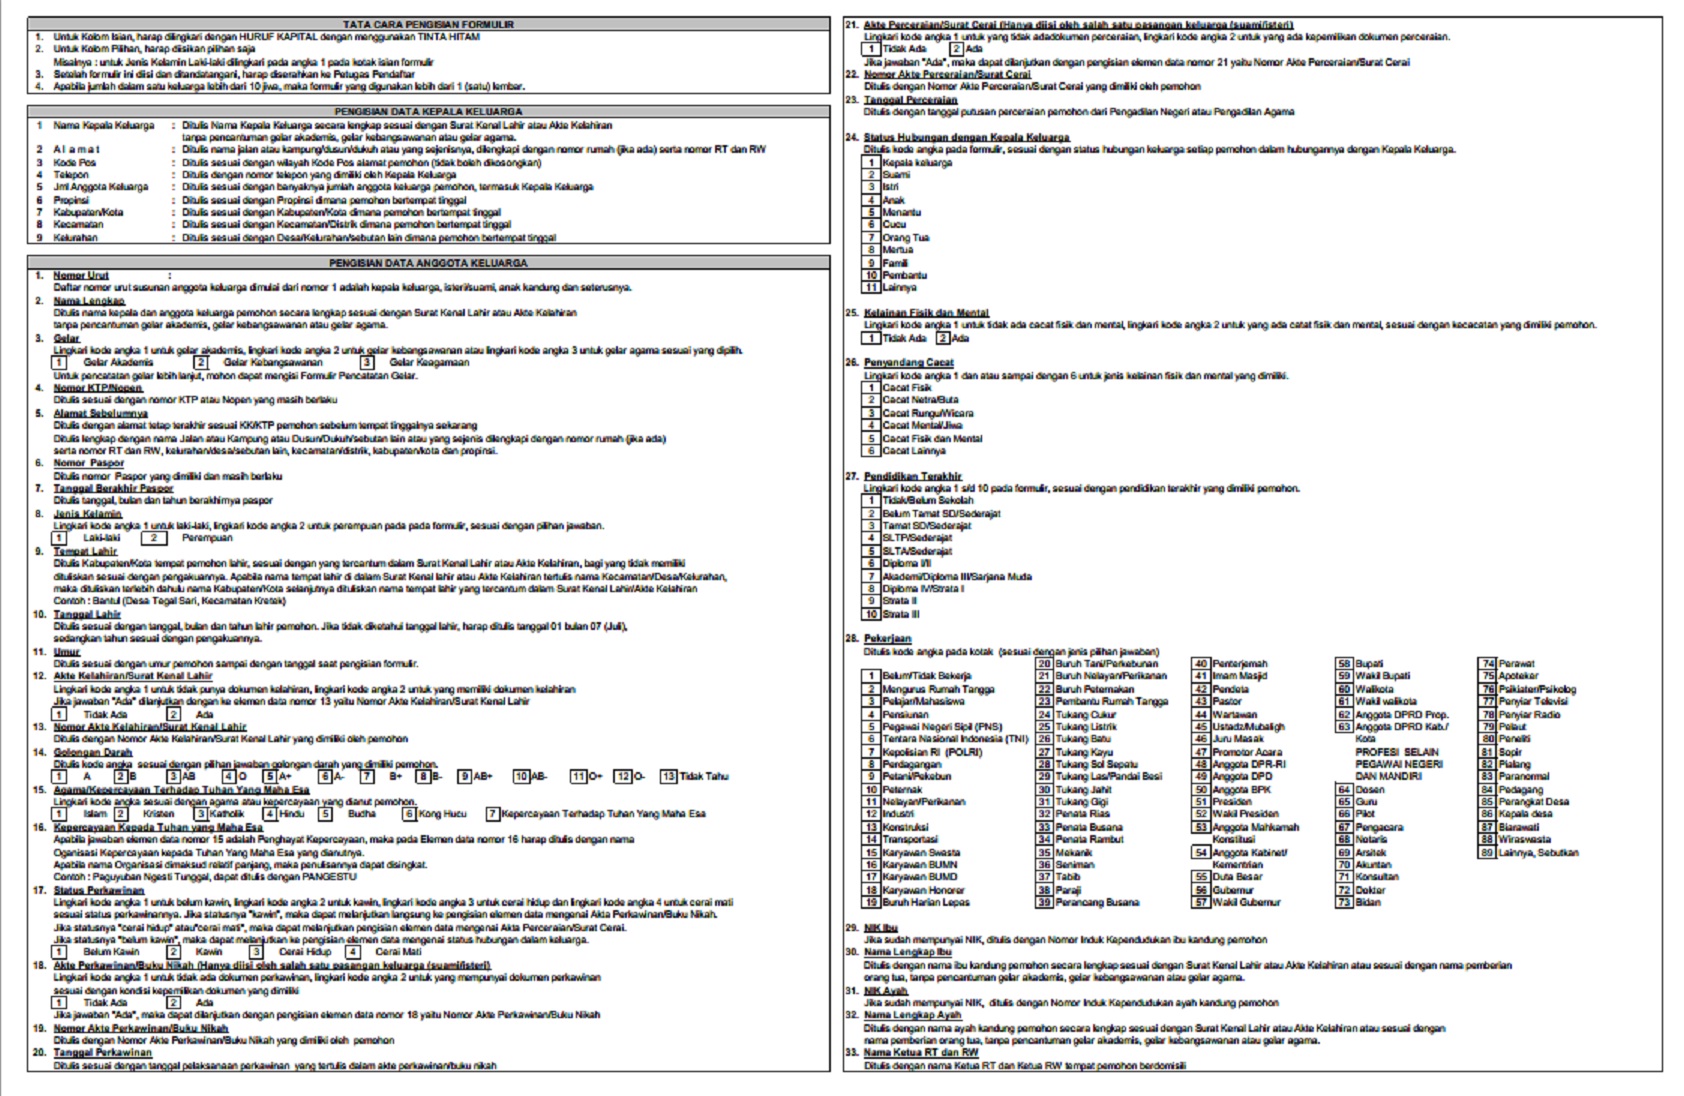 TATA CARA PENGISIAN FORMULIR
1. Untuk Kolom Isian, harap dilingkari dengan HURUF KAPITAL dengan menggunakan TINTA HITAM
2. Untuk Kolom Pilihan, harap diisikan pilihan saja
Misalnya : untuk Jenis Kelamin Laki-laki dilingkari pada angka 1 pada kotak isian formulir
3. Setelah formulir ini diisi dan ditandatangani, harap diserahkan ke Petugas Pendaftar
4. Apabila jumlah dalam satu keluarga lebih dari 10 jiwa, maka formulir yang digunakan lebih dari 1 (satu) lembar.
PENGISIAN DATA KEPALA KELUARGA
1 Nama Kepala Keluarga : Ditulis Nama Kepala Keluarga secara lengkap sesuai dengan Surat Kenal Lahir atau Akte Kelahiran
tanpa pencantuman gelar akademis, gelar kebangsawanan atau gelar agama.
2 A l a m a t : Ditulis nama jalan atau kampung/dusun/dukuh atau yang sejenisnya, dilengkapi dengan nomor rumah (jika ada) serta nomor RT dan RW
3 Kode Pos : Ditulis sesuai dengan wilayah Kode Pos alamat pemohon (tidak boleh dikosongkan)
4 Telepon : Ditulis dengan nomor telepon yang dimiliki oleh Kepala Keluarga
5 Jml Anggota Keluarga : Ditulis sesuai dengan banyaknya jumlah anggota keluarga pemohon, termasuk Kepala Keluarga
6 Propinsi : Ditulis sesuai dengan Propinsi dimana pemohon bertempat tinggal
7 Kabupaten/Kota : Ditulis sesuai dengan Kabupaten/Kota dimana pemohon bertempat tinggal
8 Kecamatan : Ditulis sesuai dengan Kecamatan/Distrik dimana pemohon bertempat tinggal
9 Kelurahan : Ditulis sesuai dengan Desa/Kelurahan/sebutan lain dimana pemohon bertempat tinggal
PENGISIAN DATA ANGGOTA KELUARGA
1. Nomor Urut :
Daftar nomor urut susunan anggota keluarga dimulai dari nomor 1 adalah kepala keluarga, isteri/suami, anak kandung dan seterusnya.
2. Nama Lengkap
Ditulis nama kepala dan anggota keluarga pemohon secara lengkap sesuai dengan Surat Kenal Lahir atau Akte Kelahiran
tanpa pencantuman gelar akademis, gelar kebangsawanan atau gelar agama.
3. Gelar
Lingkari kode angka 1 untuk gelar akademis, lingkari kode angka 2 untuk gelar kebangsawanan atau lingkari kode angka 3 untuk gelar agama sesuai yang dipilih.
1 Gelar Akademis 2 Gelar Kebangsawanan 3 Gelar Keagamaan
Untuk pencatatan gelar lebih lanjut, mohon dapat mengisi Formulir Pencatatan Gelar.
4. Nomor KTP/Nopen
Ditulis sesuai dengan nomor KTP atau Nopen yang masih berlaku
5. Alamat Sebelumnya
Ditulis dengan alamat tetap terakhir sesuai KK/KTP pemohon sebelum tempat tinggalnya sekarang
Ditulis lengkap dengan nama Jalan atau Kampung atau Dusun/Dukuh/sebutan lain atau yang sejenis dilengkapi dengan nomor rumah (jika ada)
serta nomor RT dan RW, kelurahan/desa/sebutan lain, kecamatan/distrik, kabupaten/kota dan propinsi.
6. Nomor Paspor
Ditulis nomor Paspor yang dimiliki dan masih berlaku
7. Tanggal Berakhir Paspor
Ditulis tanggal, bulan dan tahun berakhirnya paspor
8. Jenis Kelamin
Lingkari kode angka 1 untuk laki-laki, lingkari kode angka 2 untuk perempuan pada pada formulir, sesuai dengan pilihan jawaban.
1 Laki-laki 2 Perempuan
9. Tempat Lahir
Ditulis Kabupaten/Kota tempat pemohon lahir, sesuai dengan yang tercantum dalam Surat Kenal Lahir atau Akte Kelahiran, bagi yang tidak memiliki
dituliskan sesuai dengan pengakuannya. Apabila nama tempat lahir di dalam Surat Kenal lahir atau Akte Kelahiran tertulis nama Kecamatan/Desa/Kelurahan,
maka dituliskan terlebih dahulu nama Kabupaten/Kota selanjutnya dituliskan nama tempat lahir yang tercantum dalam Surat Kenal Lahir/Akte Kelahiran
Contoh : Bantul (Desa Tegal Sari, Kecamatan Kretek)
10. Tanggal Lahir
Ditulis sesuai dengan tanggal, bulan dan tahun lahir pemohon. Jika tidak diketahui tanggal lahir, harap ditulis tanggal 01 bulan 07 (Juli),
sedangkan tahun sesuai dengan pengakuannya.
11. Umur
Ditulis sesuai dengan umur pemohon sampai dengan tanggal saat pengisian formulir.
12. Akte Kelahiran/Surat Kenal Lahir
Lingkari kode angka 1 untuk tidak punya dokumen kelahiran, lingkari kode angka 2 untuk yang memiliki dokumen kelahiran
Jika jawaban "Ada" dilanjutkan dengan ke elemen data nomor 13 yaitu Nomor Akte Kelahiran/Surat Kenal Lahir
1 Tidak Ada 2 Ada
13. Nomor Akte Kelahiran/Surat Kenal Lahir
Ditulis dengan Nomor Akte Kelahiran/Surat Kenal Lahir yang dimiliki oleh pemohon
14. Golongan Darah
Ditulis kode angka sesuai dengan pilihan jawaban golongan darah yang dimiliki pemohon.
1 A 2 B 3 AB 4 O 5 A+ 6 A- 7 B+ 8 B- 9 AB+ 10 AB- 11 O+ 12 O- 13 Tidak Tahu
15. Agama/Kepercayaan Terhadap Tuhan Yang Maha Esa
Lingkari kode angka sesuai dengan agama atau kepercayaan yang dianut pemohon.
1 Islam 2 Kristen 3 Katholik 4 Hindu 5 Budha 6 Kong Hucu 7 Kepercayaan Terhadap Tuhan Yang Maha Esa
16. Kepercayaan Kepada Tuhan yang Maha Esa
Apabila jawaban elemen data nomor 15 adalah Penghayat Kepercayaan, maka pada Elemen data nomor 16 harap ditulis dengan nama
Oganisasi Kepercayaan kepada Tuhan Yang Maha Esa yang dianutnya.
Apabila nama Organisasi dimaksud relatif panjang, maka penulisannya dapat disingkat.
Contoh : Paguyuban Ngesti Tunggal, dapat ditulis dengan PANGESTU
17. Status Perkawinan
Lingkari kode angka 1 untuk belum kawin, lingkari kode angka 2 untuk kawin, lingkari kode angka 3 untuk cerai hidup dan lingkari kode angka 4 untuk cerai mati
sesuai status perkawinannya. Jika statusnya "kawin", maka dapat melanjutkan langsung ke pengisian elemen data mengenai Akta Perkawinan/Buku Nikah.
Jika statusnya "cerai hidup" atau"cerai mati", maka dapat melanjutkan pengisian elemen data mengenai Akta Perceraian/Surat Cerai.
Jika statusnya "belum kawin", maka dapat melanjutkan ke pengisian elemen data mengenai status hubungan dalam keluarga.
1 Belum Kawin 2 Kawin 3 Cerai Hidup 4 Cerai Mati
18. Akte Perkawinan/Buku Nikah (Hanya diisi oleh salah satu pasangan keluarga (suami/isteri)
Lingkari kode angka 1 untuk tidak ada dokumen perkawinan, lingkari kode angka 2 untuk yang mempunyai dokumen perkawinan
sesuai dengan kondisi kepemilikan dokumen yang dimiliki
1 Tidak Ada 2 Ada
Jika jawaban "Ada", maka dapat dilanjutkan dengan pengisian elemen data nomor 18 yaitu Nomor Akte Perkawinan/Buku Nikah
19. Nomor Akte Perkawinan/Buku Nikah
Ditulis dengan Nomor Akte Perkawinan/Buku Nikah yang dimiliki oleh pemohon
20. Tanggal Perkawinan
Ditulis sesuai dengan tanggal pelaksanaan perkawinan yang tertulis dalam akte perkawinan/buku nikah
21. Akte Perceraian/Surat Cerai (Hanya diisi oleh salah satu pasangan keluarga (suami/isteri)
Lingkari kode angka 1 untuk yang tidak adadokumen perceraian, lingkari kode angka 2 untuk yang ada kepemilikan dokumen perceraian.
1 Tidak Ada 2 Ada
Jika jawaban "Ada", maka dapat dilanjutkan dengan pengisian elemen data nomor 21 yaitu Nomor Akte Perceraian/Surat Cerai
22. Nomor Akte Perceraian/Surat Cerai
Ditulis dengan Nomor Akte Perceraian/Surat Cerai yang dimiliki oleh pemohon
23. Tanggal Perceraian
Ditulis dengan tanggal putusan perceraian pemohon dari Pengadilan Negeri atau Pengadilan Agama
24. Status Hubungan dengan Kepala Keluarga
Ditulis kode angka pada formulir, sesuai dengan status hubungan keluarga setiap pemohon dalam hubungannya dengan Kepala Keluarga.
1 Kepala keluarga
2 Suami
3 Istri
4 Anak
5 Menantu
6 Cucu
7 Orang Tua
8 Mertua
9 Famili
10 Pembantu
11 Lainnya
25. Kelainan Fisik dan Mental
Lingkari kode angka 1 untuk tidak ada cacat fisik dan mental, lingkari kode angka 2 untuk yang ada catat fisik dan mental, sesuai dengan kecacatan yang dimiliki pemohon.
1 Tidak Ada 2 Ada
26. Penyandang Cacat
Lingkari kode angka 1 dan atau sampai dengan 6 untuk jenis kelainan fisik dan mental yang dimiliki.
1 Cacat Fisik
2 Cacat Netra/Buta
3 Cacat Rungu/Wicara
4 Cacat Mental/Jiwa
5 Cacat Fisik dan Mental
6 Cacat Lainnya
27. Pendidikan Terakhir
Lingkari kode angka 1 s/d 10 pada formulir, sesuai dengan pendidikan terakhir yang dimiliki pemohon.
1 Tidak/Belum Sekolah
2 Belum Tamat SD/Sederajat
3 Tamat SD/Sederajat
4 SLTP/Sederajat
5 SLTA/Sederajat
6 Diploma I/II
7 Akademi/Diploma III/Sarjana Muda
8 Diploma IV/Strata I
9 Strata II
10 Strata III
28. Pekerjaan
Ditulis kode angka pada kotak (sesuai dengan jenis pilihan jawaban)
1 Belum/Tidak Bekerja
2 Mengurus Rumah Tangga
3 Pelajar/Mahasiswa
4 Pensiunan
5 Pegawai Negeri Sipil (PNS)
6 Tentara Nasional Indonesia (TNI)
7 Kepolisian RI (POLRI)
8 Perdagangan
9 Petani/Pekebun
10 Peternak
11 Nelayan/Perikanan
12 Industri
13 Konstruksi
14 Transportasi
15 Karyawan Swasta
16 Karyawan BUMN
17 Karyawan BUMD
18 Karyawan Honorer
19 Buruh Harian Lepas
20 Buruh Tani/Perkebunan
21 Buruh Nelayan/Perikanan
22 Buruh Peternakan
23 Pembantu Rumah Tangga
24 Tukang Cukur
25 Tukang Listrik
26 Tukang Batu
27 Tukang Kayu
28 Tukang Sol Sepatu
29 Tukang Las/Pandai Besi
30 Tukang Jahit
31 Tukang Gigi
32 Penata Rias
33 Penata Busana
34 Penata Rambut
35 Mekanik
36 Seniman
37 Tabib
38 Paraji
39 Perancang Busana
40 Penterjemah
41 Imam Masjid
42 Pendeta
43 Pastor
44 Wartawan
45 Ustadz/Mubaligh
46 Juru Masak
47 Promotor Acara
48 Anggota DPR-RI
49 Anggota DPD
50 Anggota BPK
51 Presiden
52 Wakil Presiden
53 Anggota Mahkamah
Konstitusi
54 Anggota Kabinet/
Kementrian
55 Duta Besar
56 Gubernur
57 Wakil Gubernur
58 Bupati
59 Wakil Bupati
60 Walikota
61 Wakil walikota
62 Anggota DPRD Prop.
63 Anggota DPRD Kab./
Kota
PROFESI SELAIN
PEGAWAI NEGERI
DAN MANDIRI
64 Dosen
65 Guru
66 Pilot
67 Pengacara
68 Notaris
69 Arsitek
70 Akuntan
71 Konsultan
72 Dokter
73 Bidan
74 Perawat
75 Apoteker
76 Psikiater/Psikolog
77 Penyiar Televisi
78 Penyiar Radio
79 Pelaut
80 Peneliti
81 Sopir
82 Pialang
83 Paranormal
84 Pedagang
85 Perangkat Desa
86 Kepala desa
87 Biarawati
88 Wiraswasta
89 Lainnya, Sebutkan
29. NIK Ibu
Jika sudah mempunyai NIK, ditulis dengan Nomor Induk Kependudukan ibu kandung pemohon
30. Nama Lengkap Ibu
Ditulis dengan nama ibu kandung pemohon secara lengkap sesuai dengan Surat Kenal Lahir atau Akte Kelahiran atau sesuai dengan nama pemberian
orang tua, tanpa pencantuman gelar akademis, gelar kebangsawanan atau gelar agama.
31. NIK Ayah
Jika sudah mempunyai NIK, ditulis dengan Nomor Induk Kependudukan ayah kandung pemohon
32. Nama Lengkap Ayah
Ditulis dengan nama ayah kandung pemohon secara lengkap sesuai dengan Surat Kenal Lahir atau Akte Kelahiran atau sesuai dengan
nama pemberian orang tua, tanpa pencantuman gelar akademis, gelar kebangsawanan atau gelar agama.
33. Nama Ketua RT dan RW
Ditulis dengan nama Ketua RT dan Ketua RW tempat pemohon berdomisili